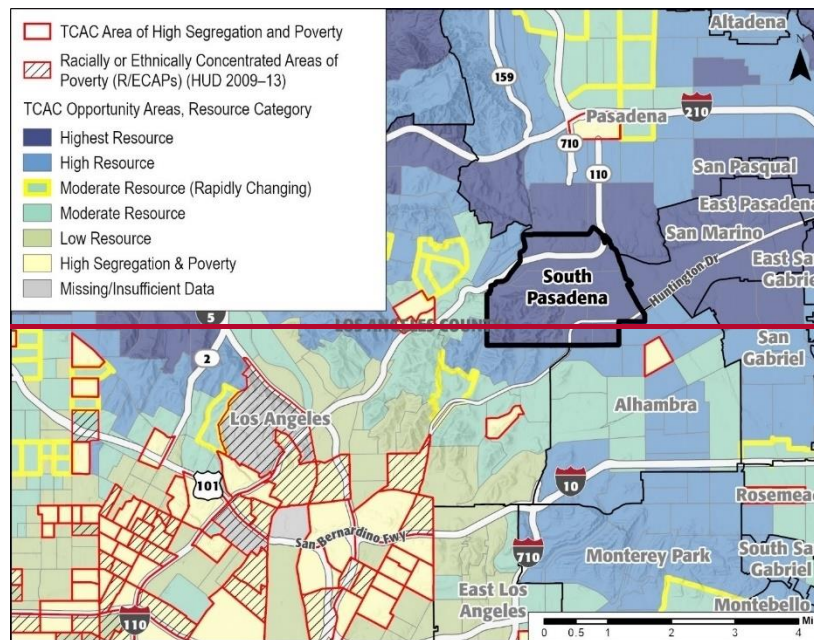 TCAC Area of High Segregation and Poverty
Racially or Ethnically Concentrated Areas of
Poverty (R/ECAPs) (HUD 2009–13)
TCAC Opportunity Areas, Resource Category
Highest Resource
High Resource
Moderate Resource (Rapidly Changing)
Moderate Resource
Low Resource
High Segregation & Poverty
Missing/Insufficient Data
Altadena
N
159
Pasadena
210
710
110
San Pasqual
East Pasadena
San Marino
East San
Gabriel
South
Pasadena
Huntington Dr
5
LOS ANGELES COUNTY
2
San
Gabriel
Los Angeles
Alhambra
101
10
Rosemead
San Bernardino Fwy
710
Monterey Park
South San
Gabriel
East Los
Angeles
Montebello
110
0 0.5 1 2 3 4 Mi